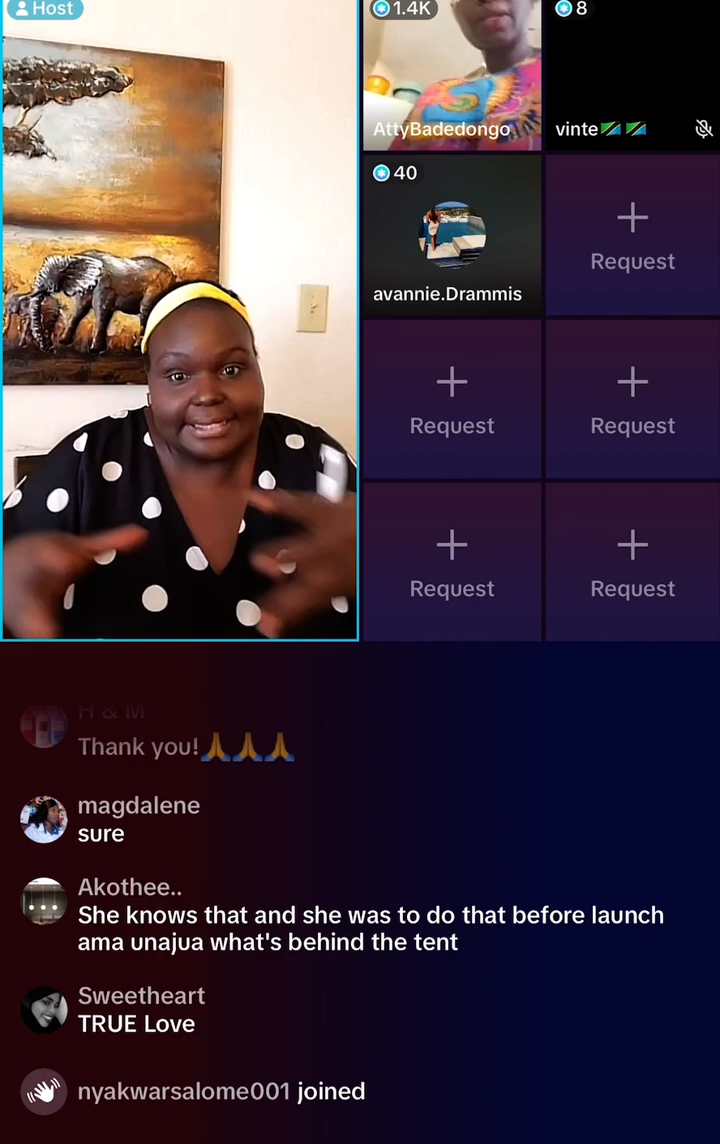 Host
1.4K
8
AttyBadedongo
vinte
40
avannie.Drammis
Request
Request
Request
Request
Request
H & M
Thank you!🙏🙏🙏
magdalene
sure
Akothee..
She knows that and she was to do that before launch
ama unajua what's behind the tent
Sweetheart
TRUE Love
nyakwarsalome001 joined